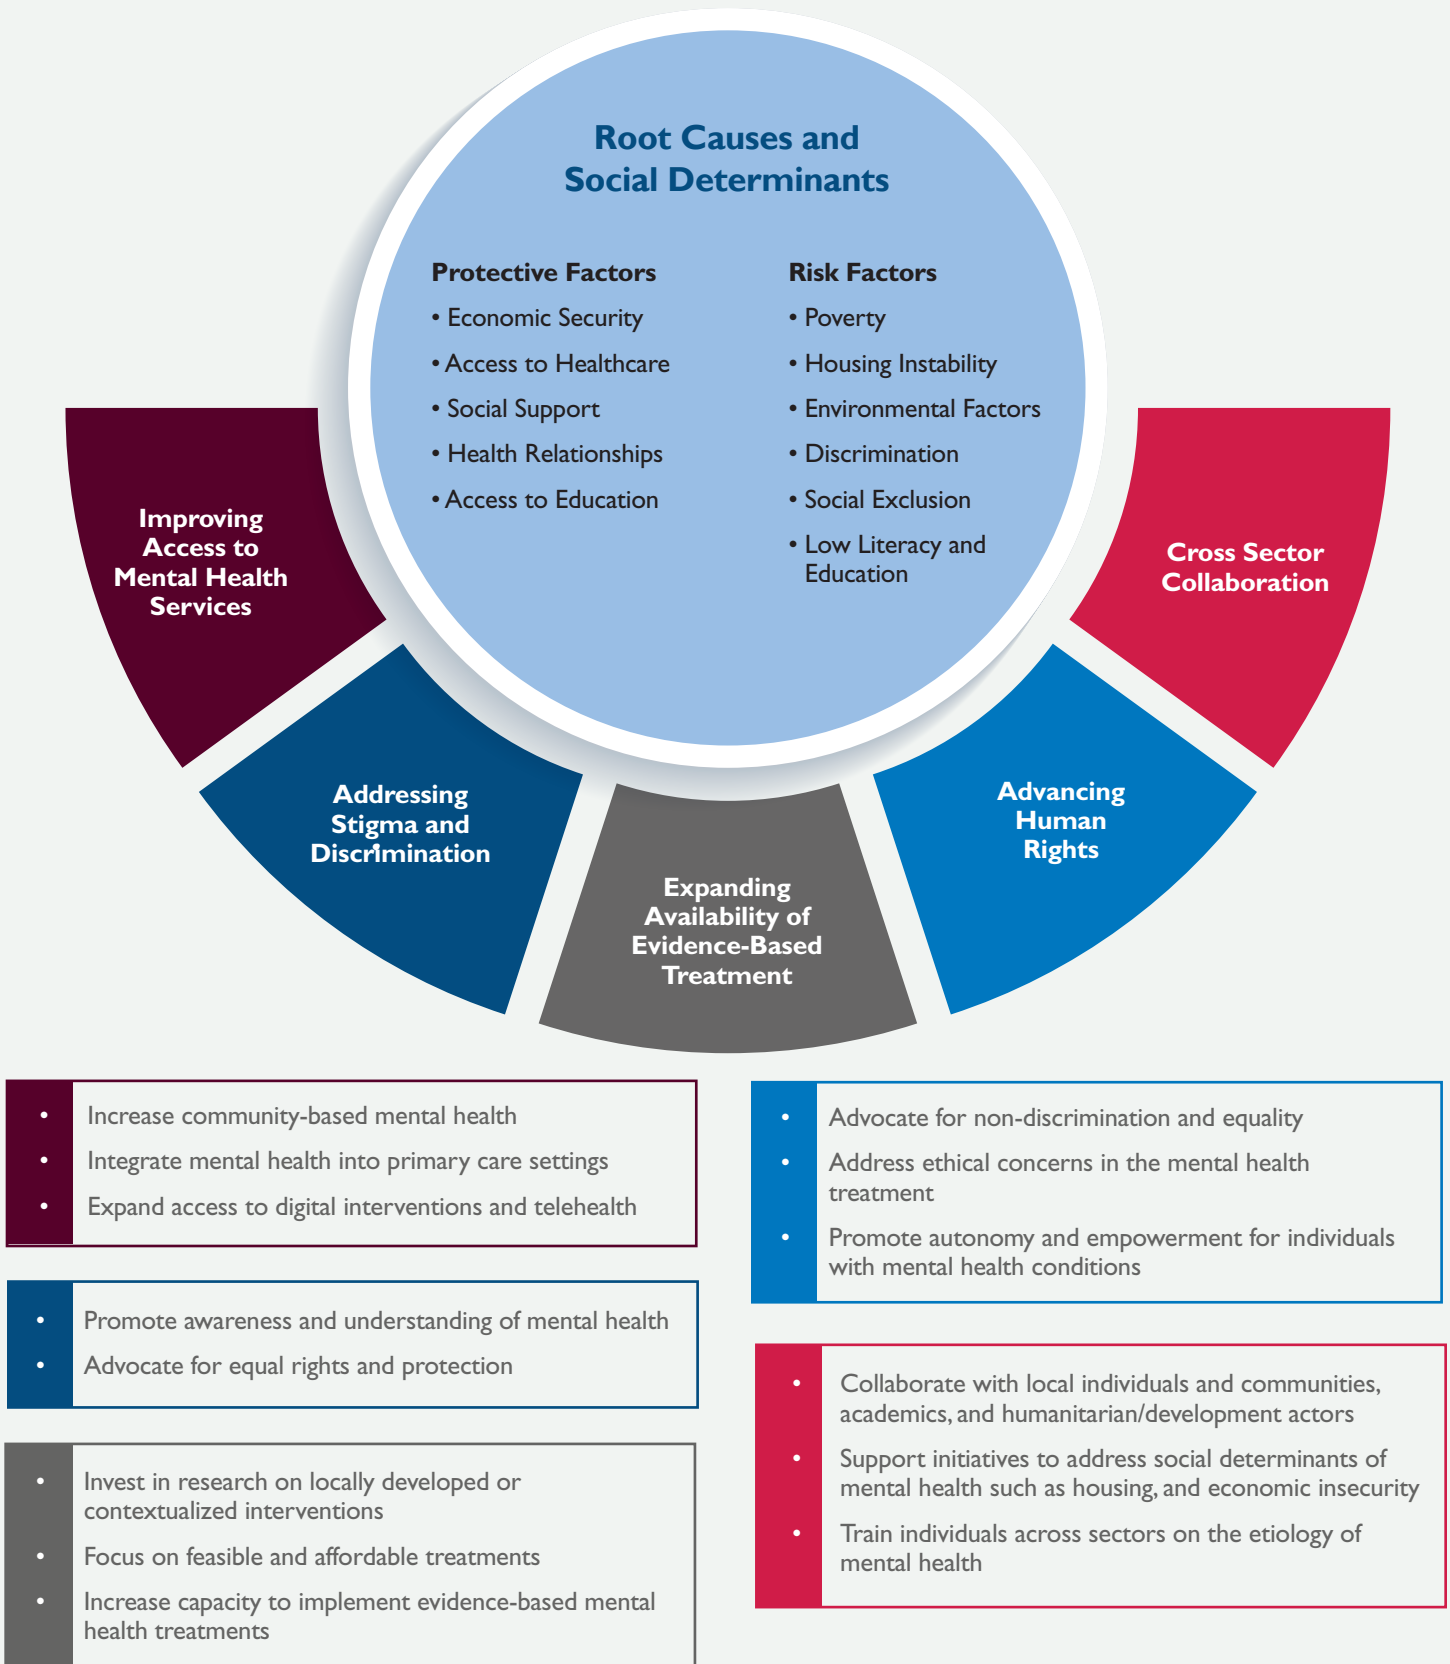 Root Causes and
Social Determinants
Protective Factors
• Economic Security
• Access to Healthcare
• Social Support
• Health Relationships
• Access to Education
Risk Factors
• Poverty
• Housing Instability
• Environmental Factors
• Discrimination
• Social Exclusion
• Low Literacy and
Education
Improving
Access to
Mental Health
Services
Addressing
Stigma and
Discrimination
Expanding
Availability of
Evidence-Based
Treatment
Advancing
Human
Rights
Cross Sector
Collaboration
• Increase community-based mental health
• Integrate mental health into primary care settings
• Expand access to digital interventions and telehealth
• Promote awareness and understanding of mental health
• Advocate for equal rights and protection
• Invest in research on locally developed or
contextualized interventions
• Focus on feasible and affordable treatments
• Increase capacity to implement evidence-based mental
health treatments
• Advocate for non-discrimination and equality
• Address ethical concerns in the mental health
treatment
• Promote autonomy and empowerment for individuals
with mental health conditions
• Collaborate with local individuals and communities,
academics, and humanitarian/development actors
• Support initiatives to address social determinants of
mental health such as housing, and economic insecurity
• Train individuals across sectors on the etiology of
mental health